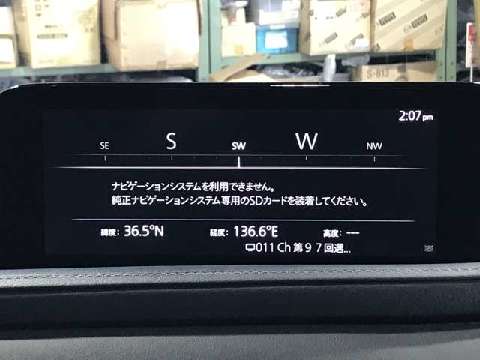 S-813
2:07pm
SE S SW W NW
ナビゲーションシステムを利用できません。
純正ナビゲーションシステム専用のSDカードを装着してください。
緯度: 36.5°N 経度: 136.6°E 高度: ---
011 Ch 第97回選...